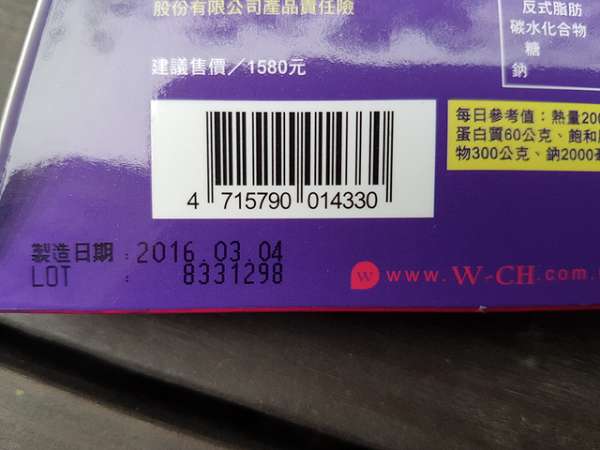 股份有限公司產品責任險
反式脂肪
碳水化合物
糖
鈉
建議售價／1580元
每日參考值：熱量200
蛋白質60公克、飽和
物300公克、鈉2000
4 715790 014330
製造日期：2016.03.04
LOT : 8331298
w www.W-CH.com.